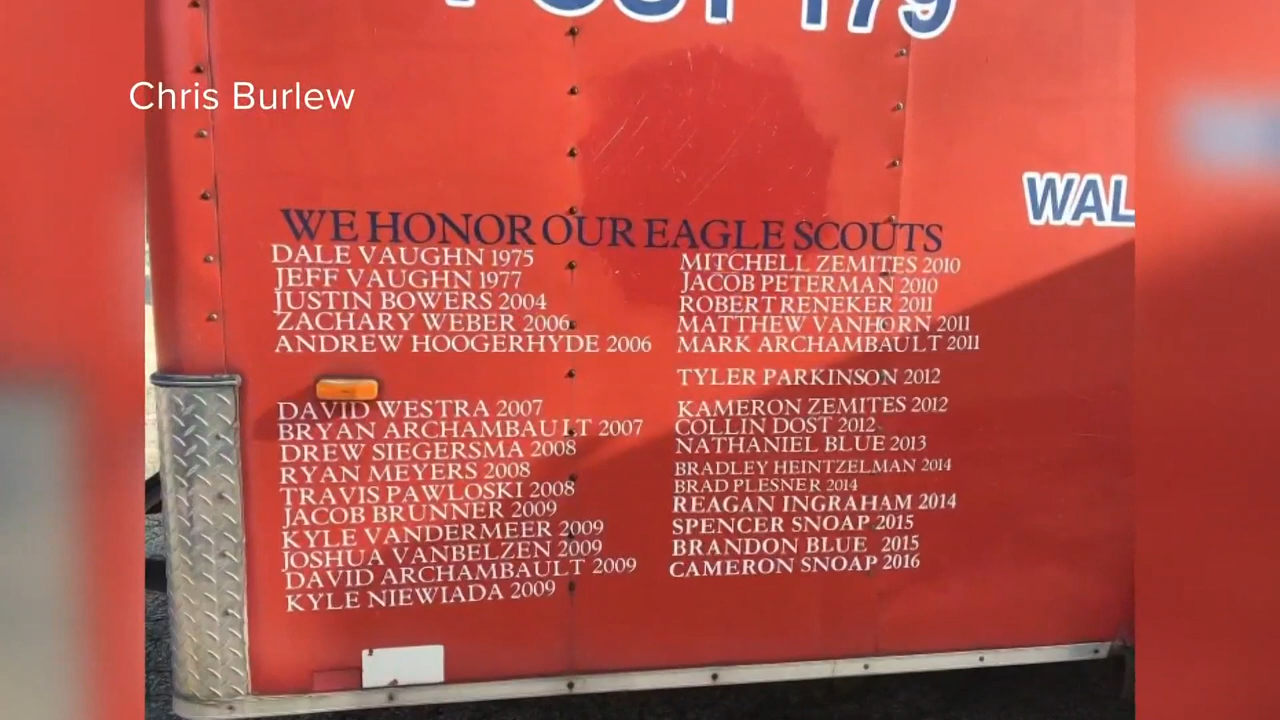 179
Chris Burlew
WAL
WE HONOR OUR EAGLE SCOUTS
DALE VAUGHN 1975
JEFF VAUGHN 1977
JUSTIN BOWERS 2004
ZACHARY WEBER 2006
ANDREW HOOGERHYDE 2006
DAVID WESTRA 2007
BRYAN ARCHAMBAULT 2007
DREW SIEGERSMA 2008
RYAN MEYERS 2008
TRAVIS PAWLOSKI 2008
JACOB BRUNNER 2009
KYLE VANDERMEER 2009
JOSHUA VANBELZEN 2009
DAVID ARCHAMBAULT 2009
KYLE NIEWIADA 2009
MITCHELL ZEMITES 2010
JACOB PETERMAN 2010
ROBERT RENEKER 2011
MATTHEW VANHORN 2011
MARK ARCHAMBAULT 2011
TYLER PARKINSON 2012
KAMERON ZEMITES 2012
COLLIN DOST 2012
NATHANIEL BLUE 2013
BRADLEY HEINTZELMAN 2014
BRAD PLESNER 2014
REAGAN INGRAHAM 2014
SPENCER SNOAP 2015
BRANDON BLUE 2015
CAMERON SNOAP 2016